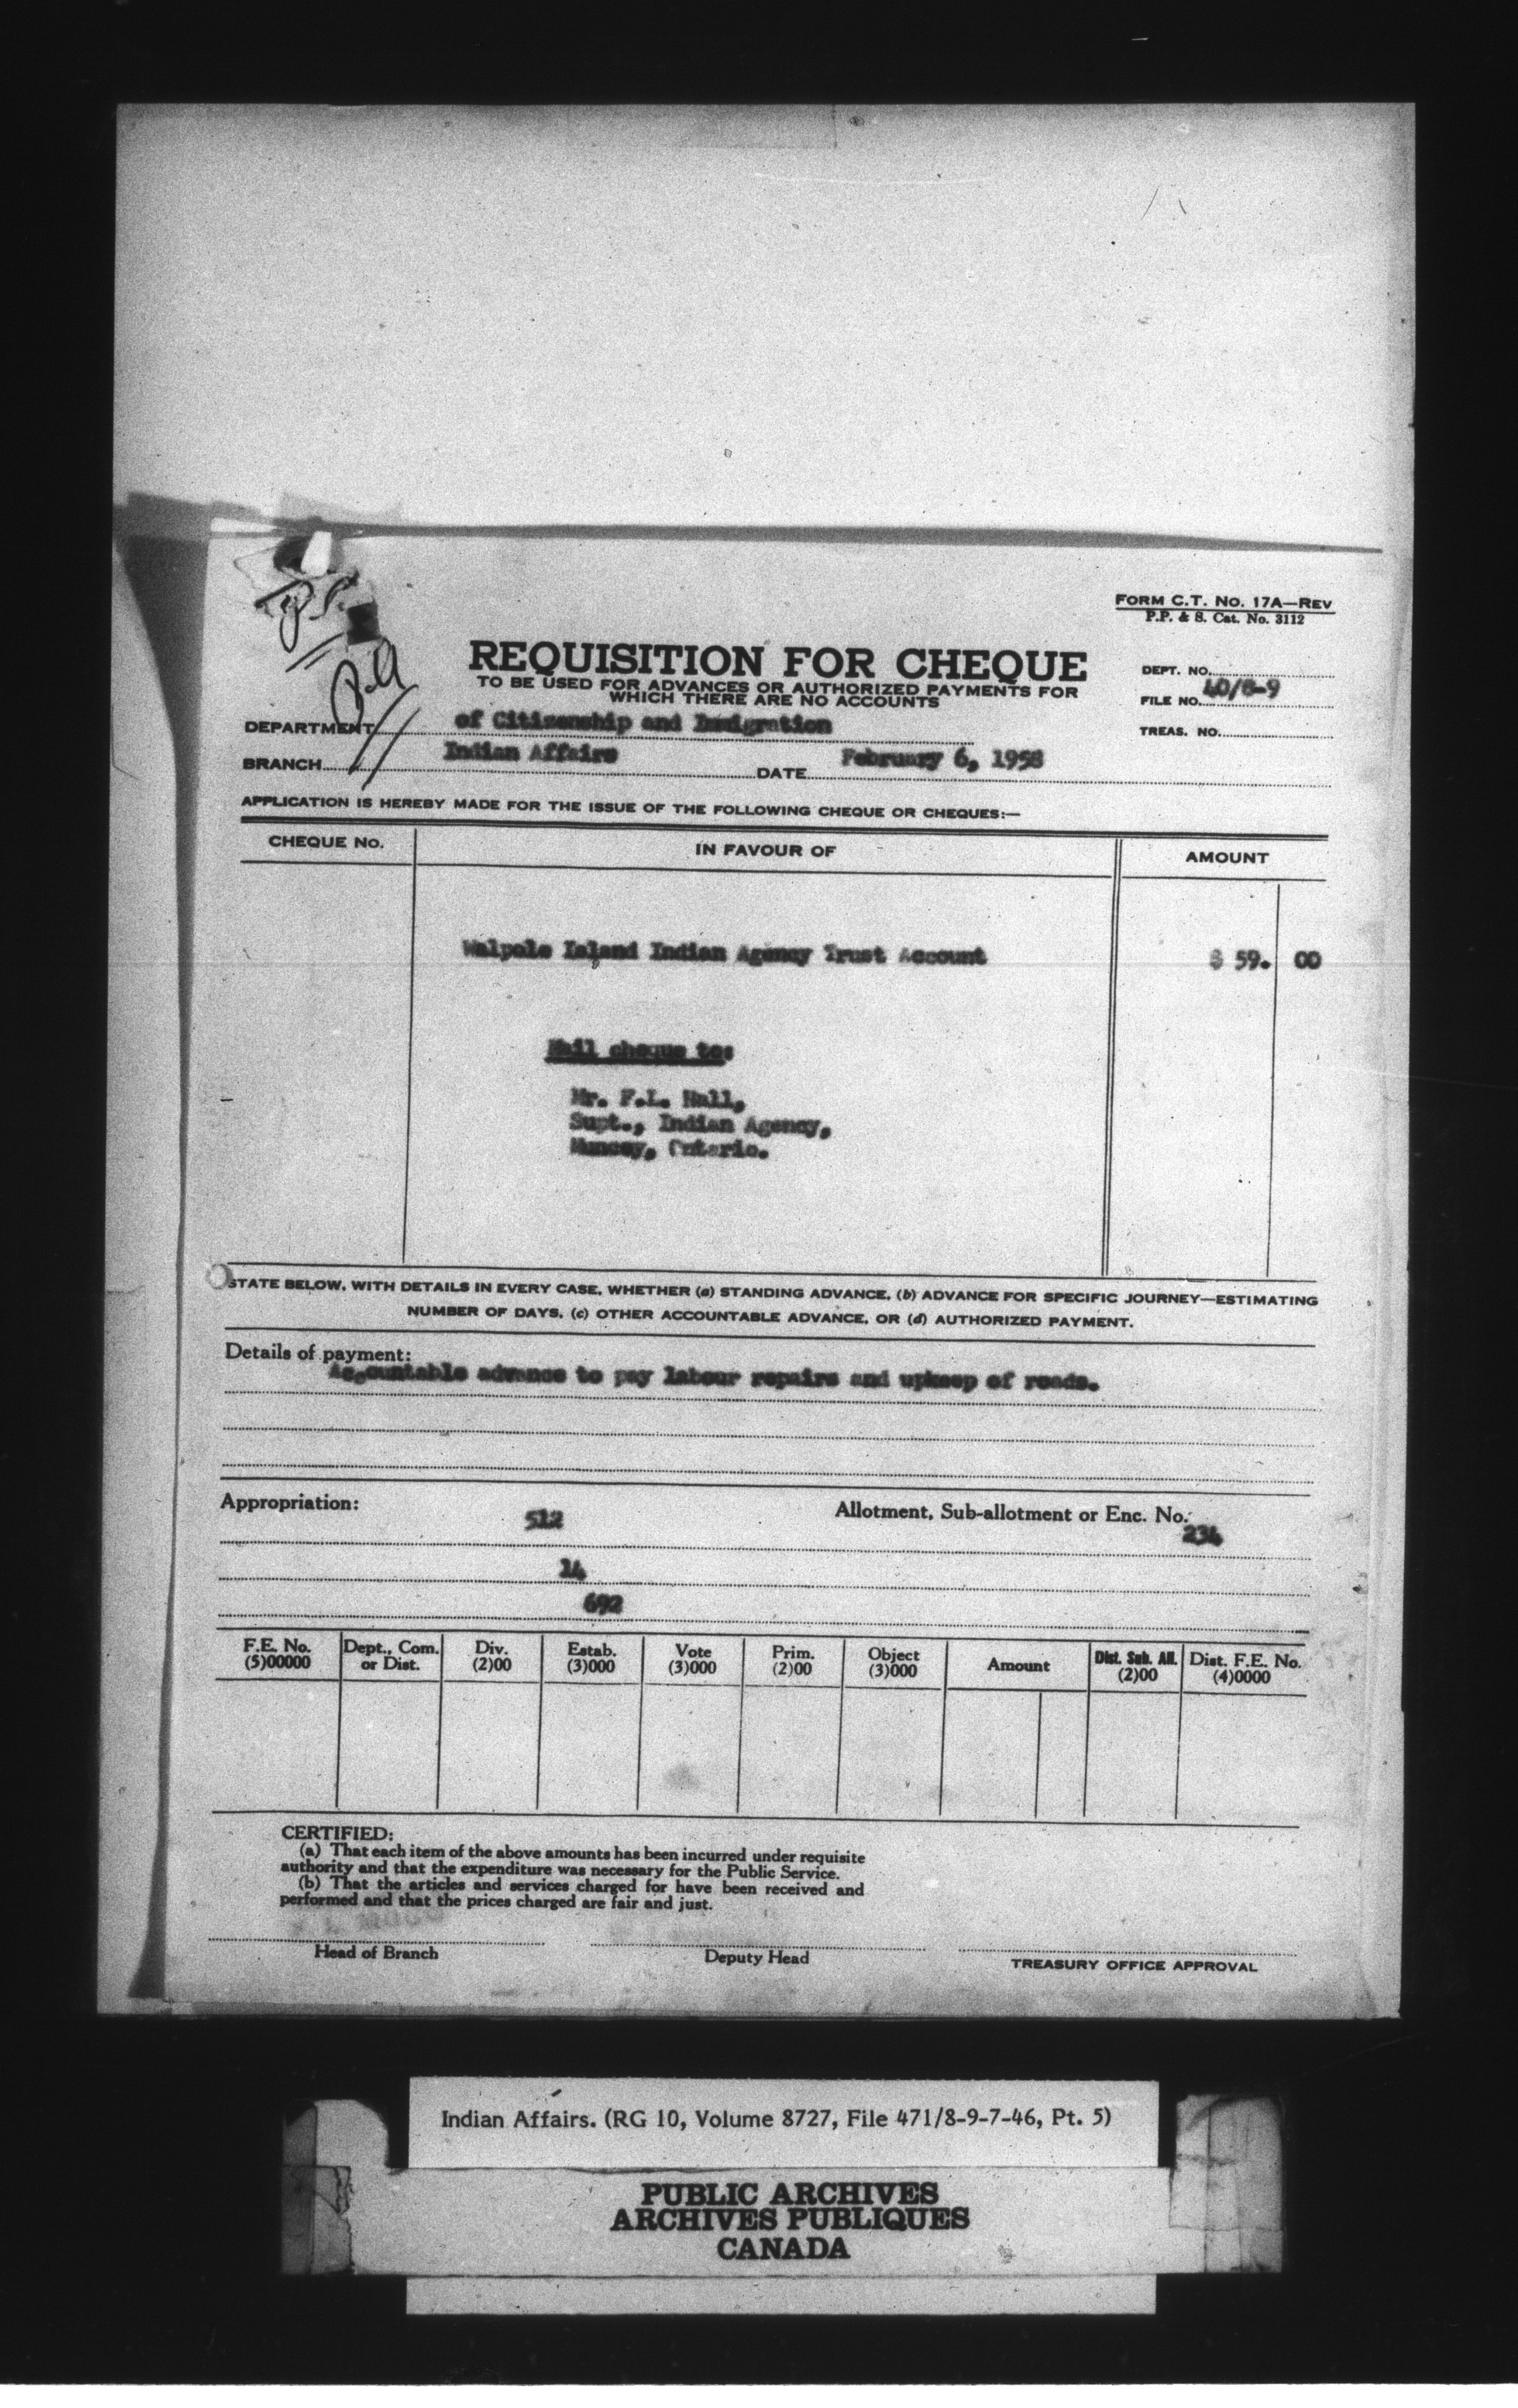 FORM C.T. NO. 17A—REV
P.P. & S. Cat. No. 3112
REQUISITION FOR CHEQUE
TO BE USED FOR ADVANCES OR AUTHORIZED PAYMENTS FOR
WHICH THERE ARE NO ACCOUNTS
DEPT. NO.
FILE NO. 40/8-9
TREAS. NO.
DEPARTMENT of Citizenship and Immigration
BRANCH Indian Affairs DATE February 6, 1958
APPLICATION IS HEREBY MADE FOR THE ISSUE OF THE FOLLOWING CHEQUE OR CHEQUES:—
CHEQUE NO. IN FAVOUR OF AMOUNT
Walpole Island Indian Agency Trust Account $ 59. 00
Mail cheque to:
Mr. F.L. Hall,
Supt., Indian Agency,
Muncey, Ontario.
STATE BELOW, WITH DETAILS IN EVERY CASE, WHETHER (a) STANDING ADVANCE, (b) ADVANCE FOR SPECIFIC JOURNEY—ESTIMATING
NUMBER OF DAYS, (c) OTHER ACCOUNTABLE ADVANCE, OR (d) AUTHORIZED PAYMENT.
Details of payment:
Accountable advance to pay labour repairs and upkeep of roads.
Appropriation: 512 Allotment, Sub-allotment or Enc. No. 234
14
692
F.E. No. Dept., Com. Div. Estab. Vote Prim. Object Amount Dist. Sub. All. Dist. F.E. No.
(5)00000 or Dist. (2)00 (3)000 (3)000 (2)00 (3)000 (2)00 (4)0000
CERTIFIED:
(a) That each item of the above amounts has been incurred under requisite
authority and that the expenditure was necessary for the Public Service.
(b) That the articles and services charged for have been received and
performed and that the prices charged are fair and just.
Head of Branch Deputy Head TREASURY OFFICE APPROVAL
Indian Affairs. (RG 10, Volume 8727, File 471/8-9-7-46, Pt. 5)
PUBLIC ARCHIVES
ARCHIVES PUBLIQUES
CANADA